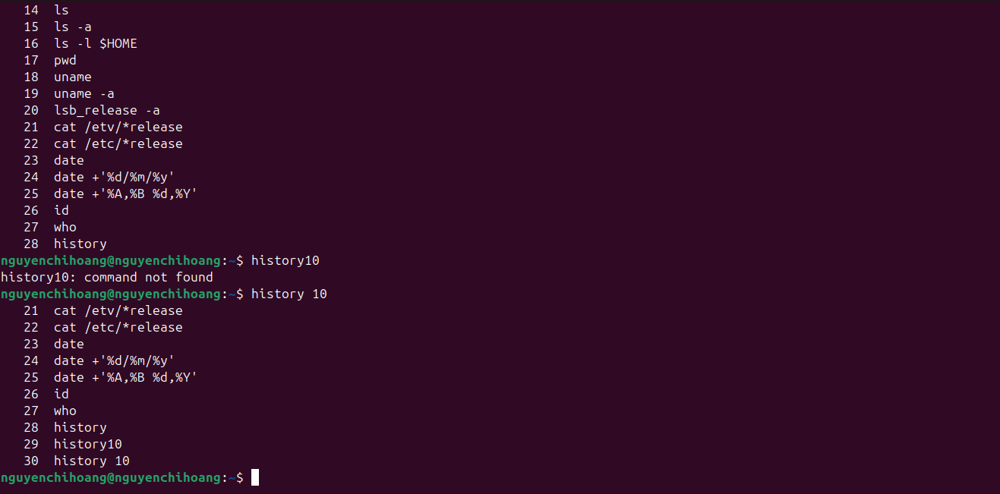 14  ls
15  ls -a
16  ls -l $HOME
17  pwd
18  uname
19  uname -a
20  lsb_release -a
21  cat /etv/*release
22  cat /etc/*release
23  date
24  date +'%d/%m/%y'
25  date +'%A,%B %d,%Y'
26  id
27  who
28  history
nguyenchihoang@nguyenchihoang:~$ history10
history10: command not found
nguyenchihoang@nguyenchihoang:~$ history 10
21  cat /etv/*release
22  cat /etc/*release
23  date
24  date +'%d/%m/%y'
25  date +'%A,%B %d,%Y'
26  id
27  who
28  history
29  history10
30  history 10
nguyenchihoang@nguyenchihoang:~$